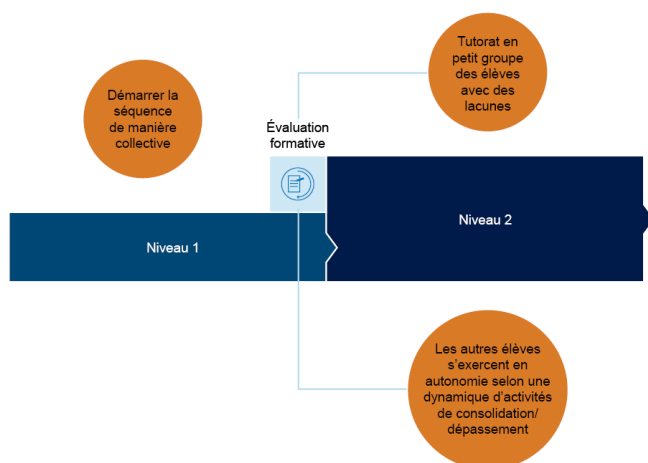 Démarrer la
séquence
de manière
collective
Évaluation
formative
Tutorat en
petit groupe
des élèves
avec des
lacunes
Niveau 1
Niveau 2
Les autres élèves
s’exercent en
autonomie selon une
dynamique d’activités
de consolidation/
dépassement